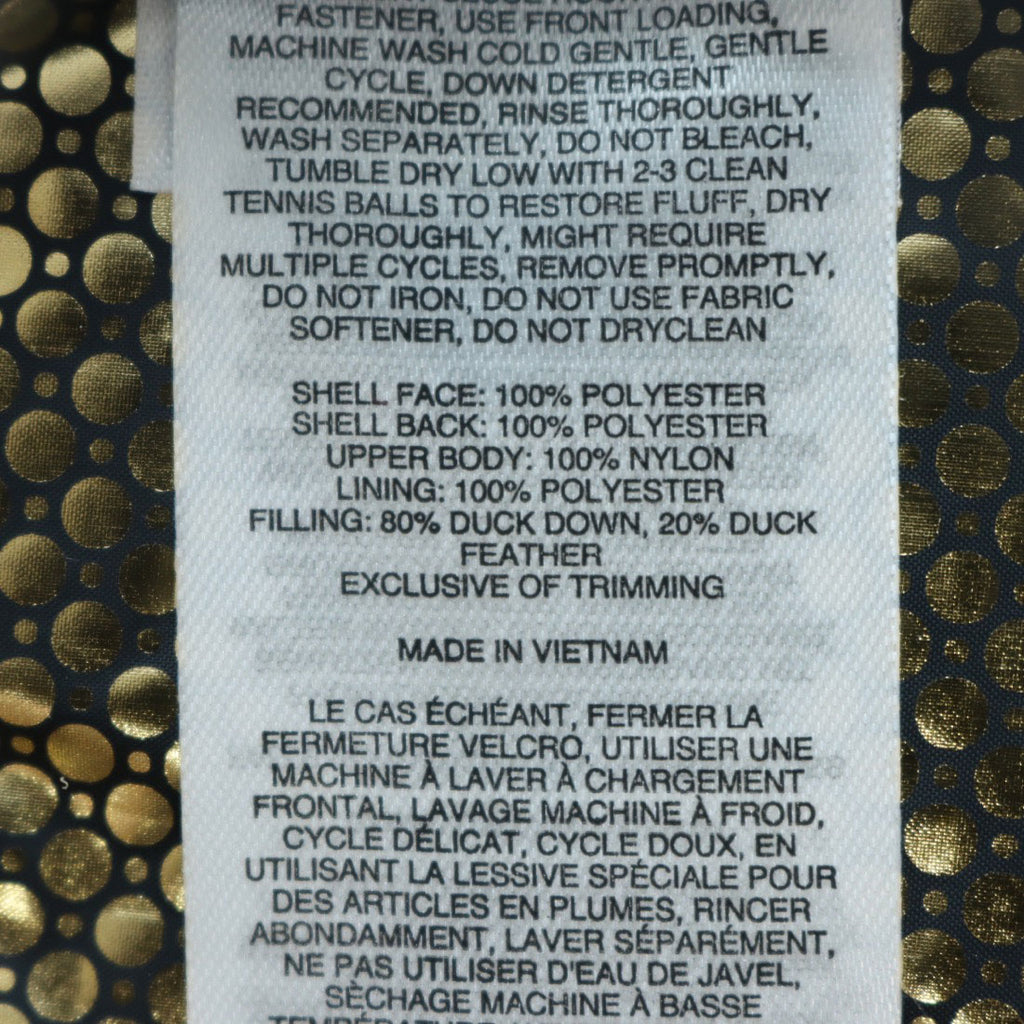 FASTENER, USE FRONT LOADING,
MACHINE WASH COLD GENTLE, GENTLE
CYCLE, DOWN DETERGENT
RECOMMENDED, RINSE THOROUGHLY,
WASH SEPARATELY, DO NOT BLEACH,
TUMBLE DRY LOW WITH 2-3 CLEAN
TENNIS BALLS TO RESTORE FLUFF, DRY
THOROUGHLY, MIGHT REQUIRE
MULTIPLE CYCLES, REMOVE PROMPTLY,
DO NOT IRON, DO NOT USE FABRIC
SOFTENER, DO NOT DRYCLEAN
SHELL FACE: 100% POLYESTER
SHELL BACK: 100% POLYESTER
UPPER BODY: 100% NYLON
LINING: 100% POLYESTER
FILLING: 80% DUCK DOWN, 20% DUCK
FEATHER
EXCLUSIVE OF TRIMMING
MADE IN VIETNAM
LE CAS ÉCHÉANT, FERMER LA
FERMETURE VELCRO, UTILISER UNE
MACHINE À LAVER À CHARGEMENT
FRONTAL, LAVAGE MACHINE À FROID,
CYCLE DÉLICAT, CYCLE DOUX, EN
UTILISANT LA LESSIVE SPÉCIALE POUR
DES ARTICLES EN PLUMES, RINCER
ABONDAMMENT, LAVER SÉPARÉMENT,
NE PAS UTILISER D'EAU DE JAVEL,
SÈCHAGE MACHINE À BASSE